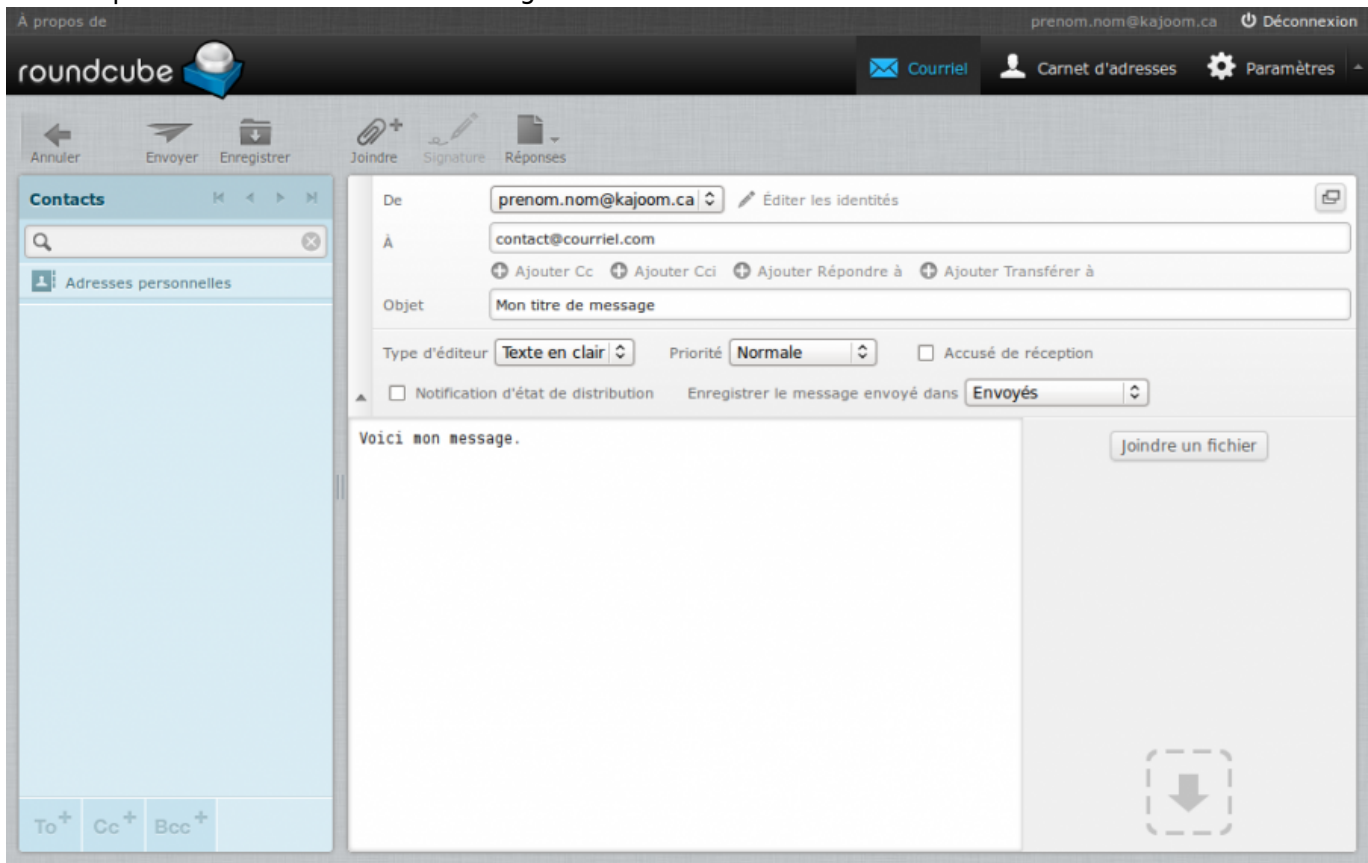 À propos de prenom.nom@kajoom.ca Déconnexion
roundcube Courriel Carnet d'adresses Paramètres
Annuler Envoyer Enregistrer Joindre Signature Réponses
Contacts
Adresses personnelles
To+ Cc+ Bcc+
De prenom.nom@kajoom.ca Éditer les identités
À contact@courriel.com
Ajouter Cc Ajouter Cci Ajouter Répondre à Ajouter Transférer à
Objet Mon titre de message
Type d'éditeur Texte en clair Priorité Normale Accusé de réception
Notification d'état de distribution Enregistrer le message envoyé dans Envoyés
Voici mon message.
Joindre un fichier